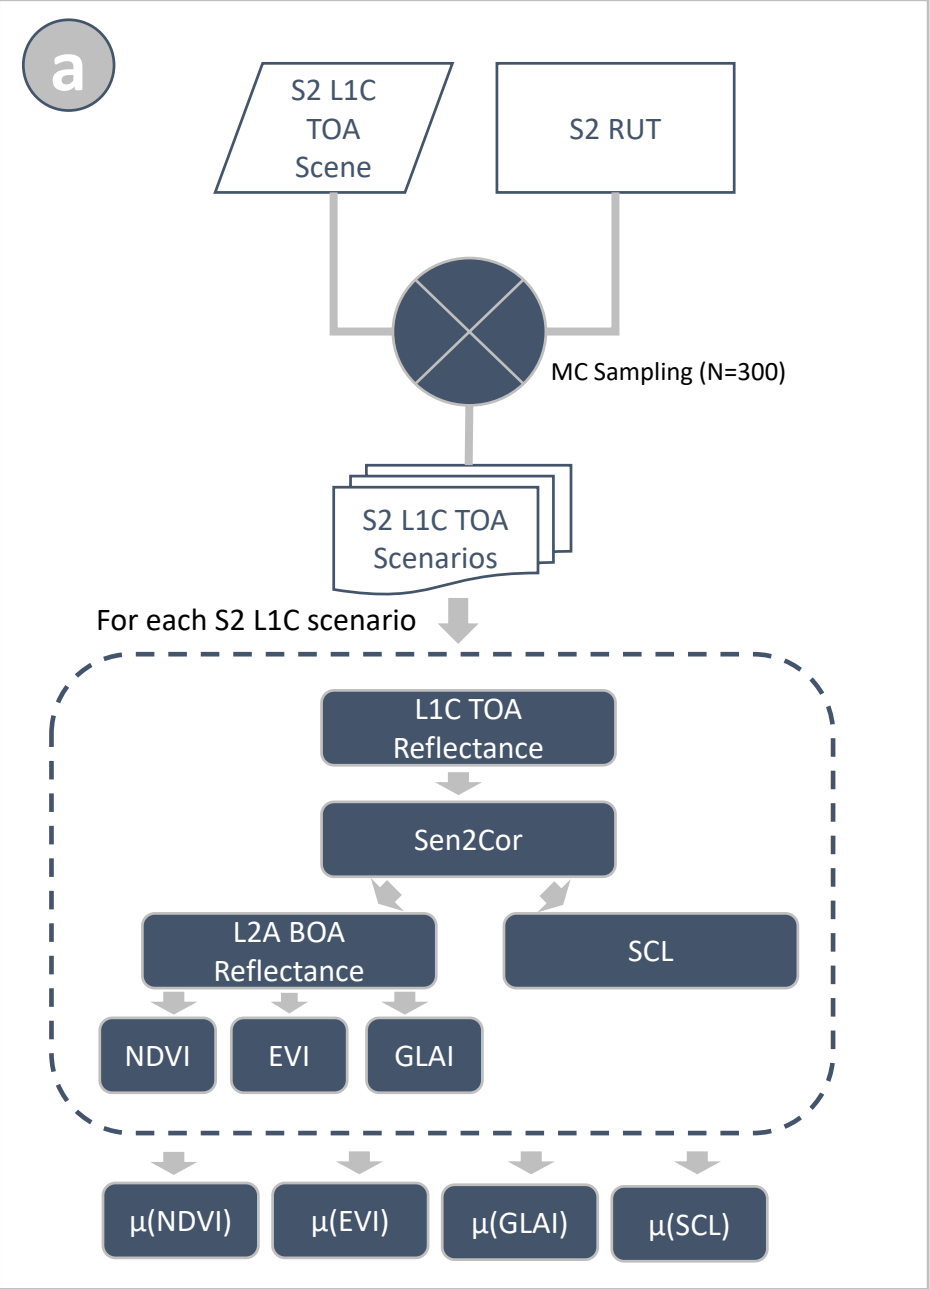 a
S2 L1C
TOA
Scene
S2 RUT
MC Sampling (N=300)
S2 L1C TOA
Scenarios
For each S2 L1C scenario
L1C TOA
Reflectance
Sen2Cor
L2A BOA
Reflectance
SCL
NDVI
EVI
GLAI
μ(NDVI)
μ(EVI)
μ(GLAI)
μ(SCL)